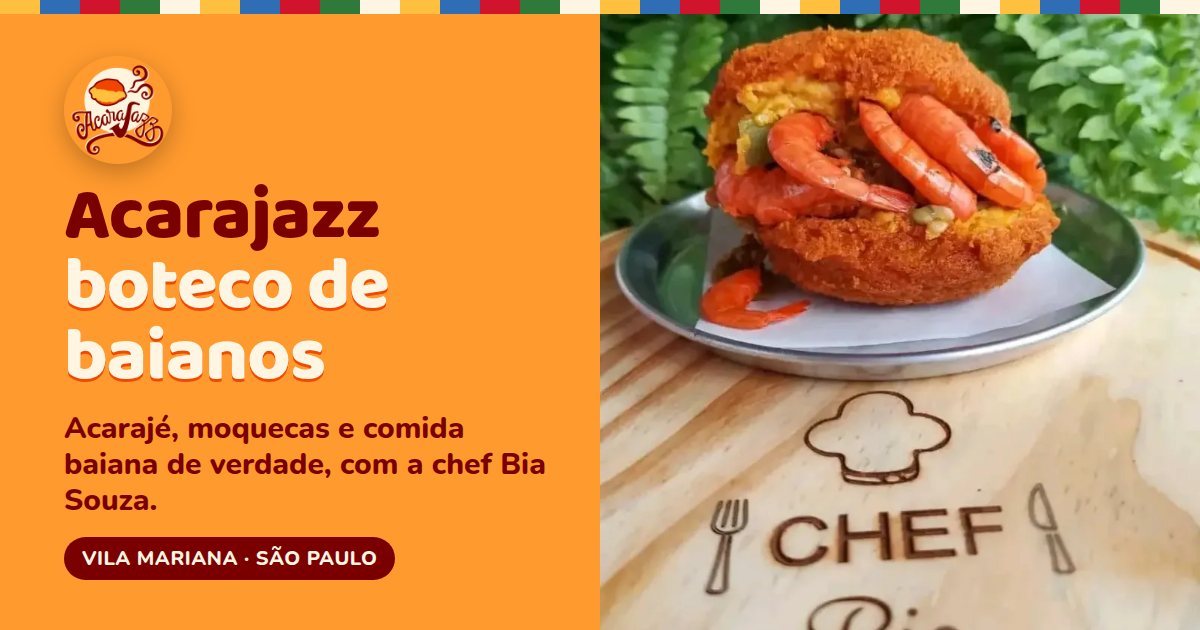 AcaraJazz
Acarajazz
boteco de
baianos
Acarajé, moquecas e comida
baiana de verdade, com a chef Bia
Souza.
VILA MARIANA · SÃO PAULO
CHEF
Bia